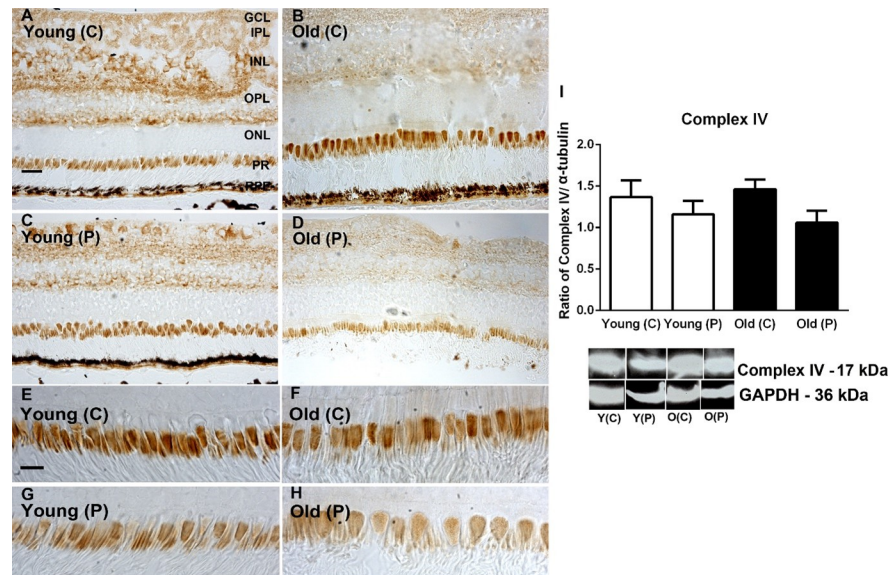 A
Young (C)
GCL
IPL
INL
OPL
ONL
PR
RPE
B
Old (C)
C
Young (P)
D
Old (P)
E
Young (C)
F
Old (C)
G
Young (P)
H
Old (P)
I
Complex IV
Ratio of Complex IV/ α-tubulin
2.0
1.5
1.0
0.5
0.0
Young (C) Young (P) Old (C) Old (P)
Complex IV - 17 kDa
GAPDH - 36 kDa
Y(C) Y(P) O(C) O(P)